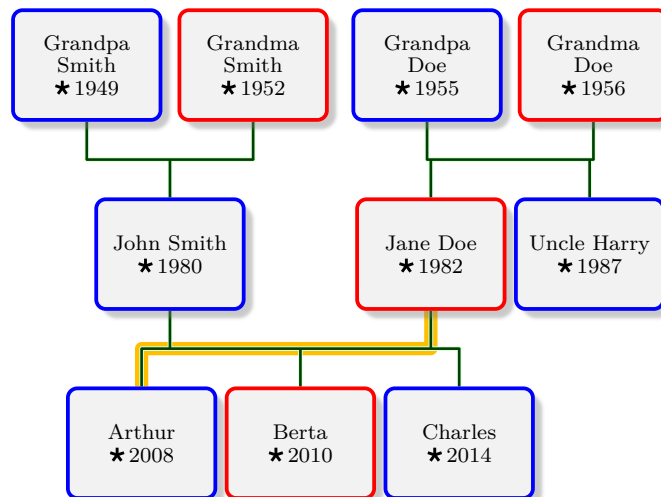 Grandpa
Smith
★ 1949
Grandma
Smith
★ 1952
Grandpa
Doe
★ 1955
Grandma
Doe
★ 1956
John Smith
★ 1980
Jane Doe
★ 1982
Uncle Harry
★ 1987
Arthur
★ 2008
Berta
★ 2010
Charles
★ 2014